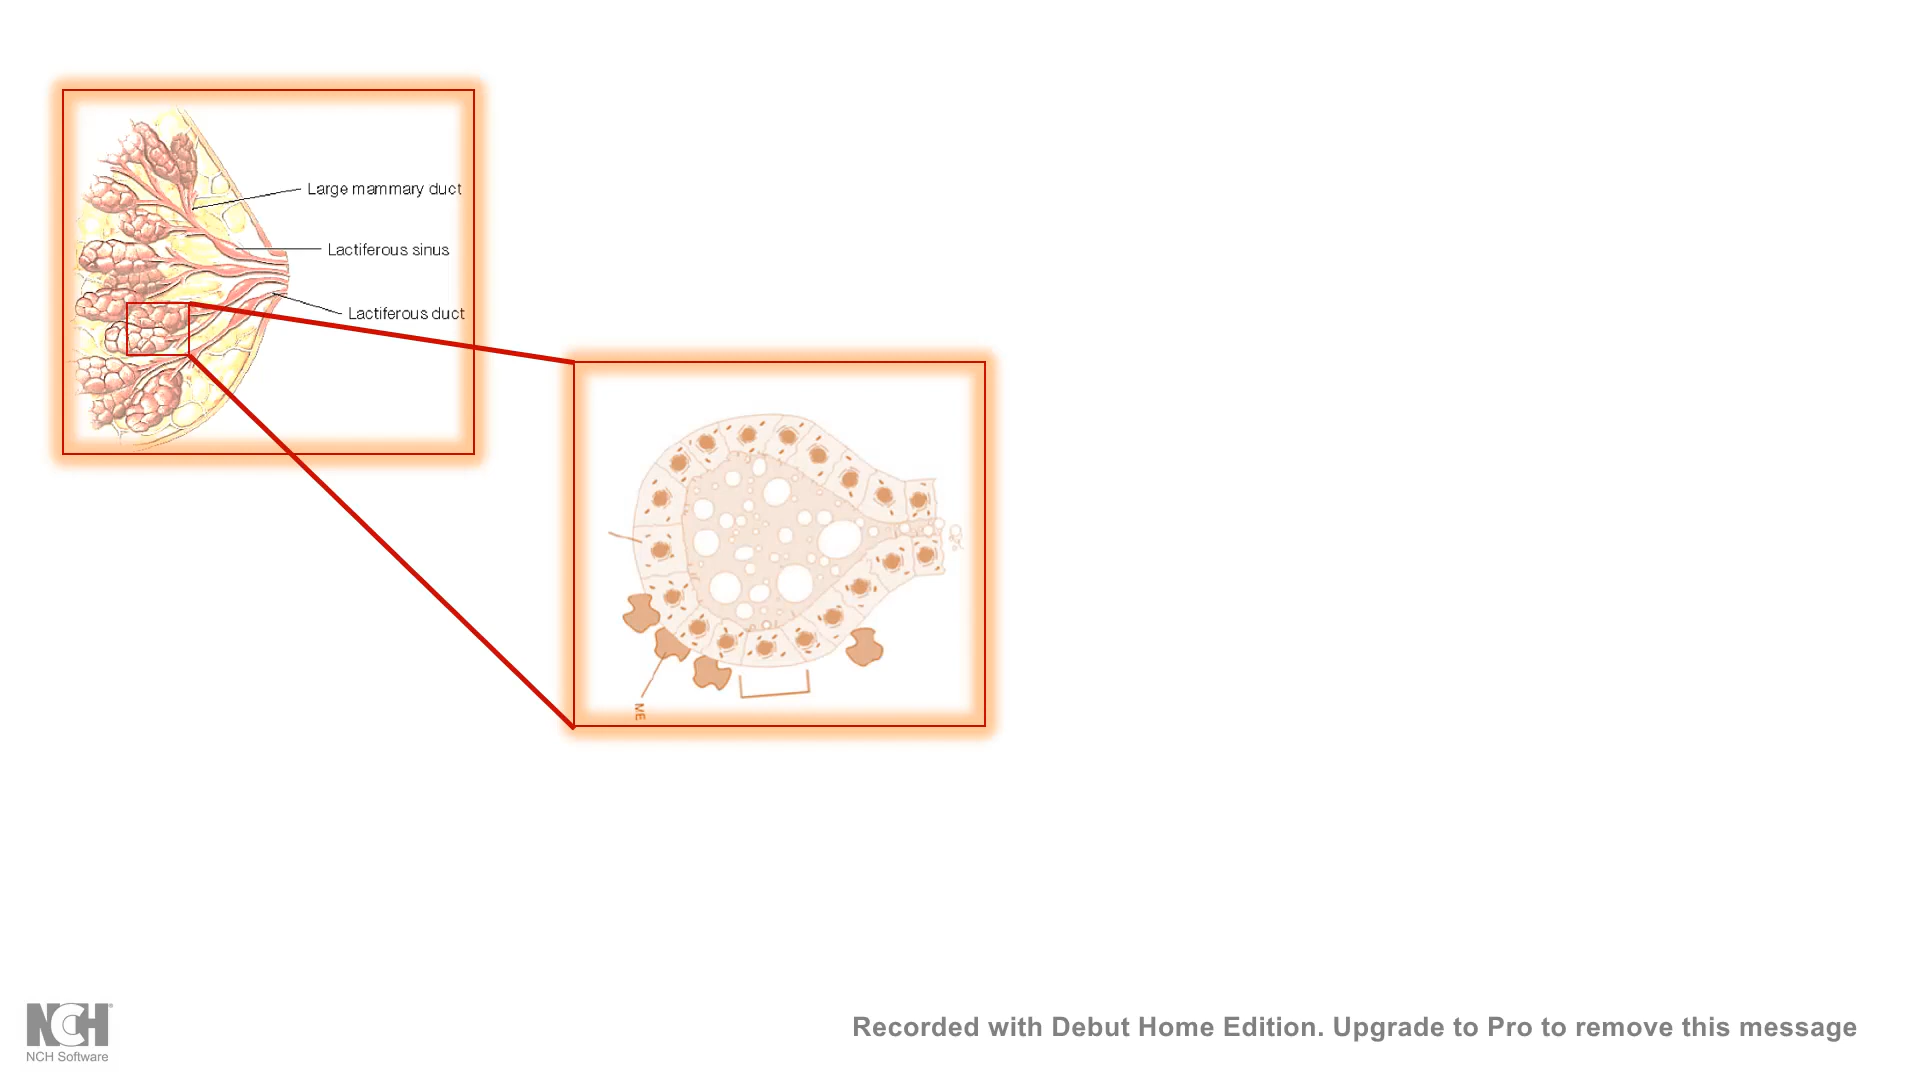 Large mammary duct
Lactiferous sinus
Lactiferous duct
ME
NCH
NCH Software
Recorded with Debut Home Edition. Upgrade to Pro to remove this message